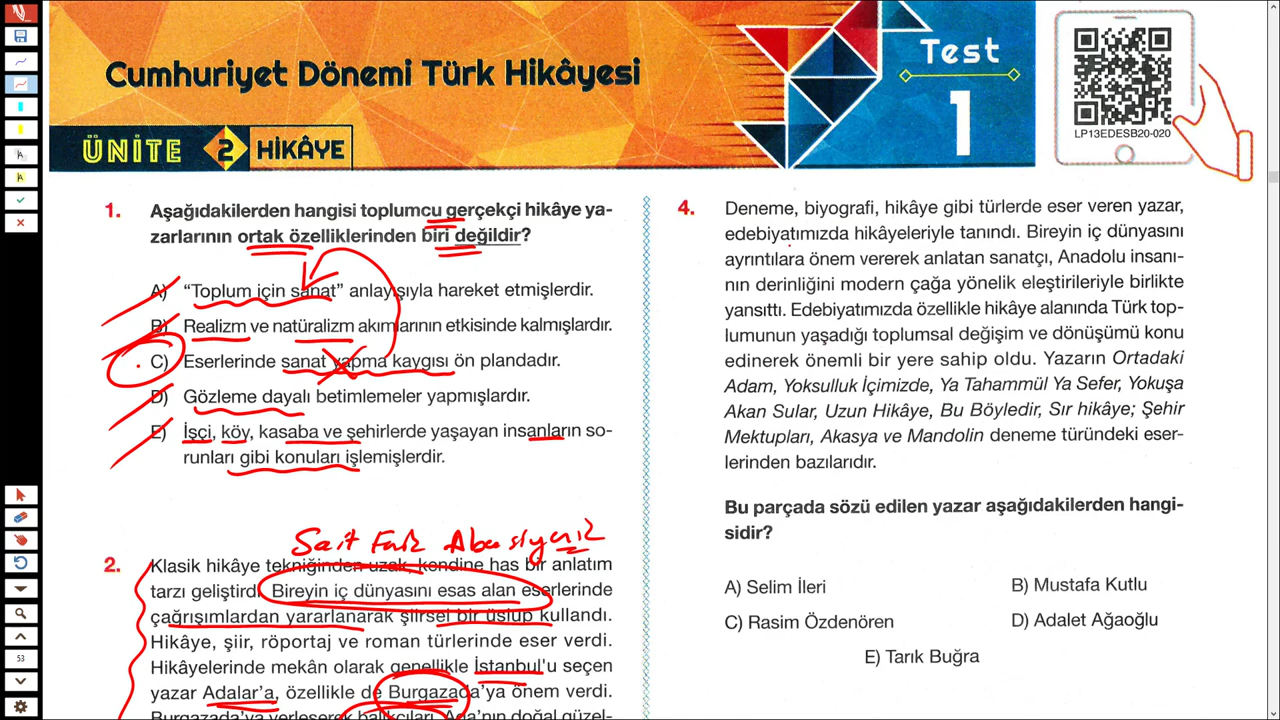 Cumhuriyet Dönemi Türk Hikâyesi
Test
1
ÜNİTE 2 HİKÂYE
LP13EDESB20-020
1. Aşağıdakilerden hangisi toplumcu gerçekçi hikâye ya-
zarlarının ortak özelliklerinden biri değildir?
A) “Toplum için sanat” anlayışıyla hareket etmişlerdir.
B) Realizm ve natüralizm akımlarının etkisinde kalmışlardır.
C) Eserlerinde sanat yapma kaygısı ön plandadır.
D) Gözleme dayalı betimlemeler yapmışlardır.
E) İşçi, köy, kasaba ve şehirlerde yaşayan insanların so-
runları gibi konuları işlemişlerdir.
Sait Faik Abasıyanık
2. Klasik hikâye tekniğinden uzak, kendine has bir anlatım
tarzı geliştirdi. Bireyin iç dünyasını esas alan eserlerinde
çağrışımlardan yararlanarak şiirsel bir üslup kullandı.
Hikâye, şiir, röportaj ve roman türlerinde eser verdi.
Hikâyelerinde mekân olarak genellikle İstanbul'u seçen
yazar Adalar’a, özellikle de Burgazada’ya önem verdi.
Burgazada’ya yerleşerek balıkçıları, Ada’nın doğal güzel-
4. Deneme, biyografi, hikâye gibi türlerde eser veren yazar,
edebiyatımızda hikâyeleriyle tanındı. Bireyin iç dünyasını
ayrıntılara önem vererek anlatan sanatçı, Anadolu insanı-
nın derinliğini modern çağa yönelik eleştirileriyle birlikte
yansıttı. Edebiyatımızda özellikle hikâye alanında Türk top-
lumunun yaşadığı toplumsal değişim ve dönüşümü konu
edinerek önemli bir yere sahip oldu. Yazarın Ortadaki
Adam, Yoksulluk İçimizde, Ya Tahammül Ya Sefer, Yokuşa
Akan Sular, Uzun Hikâye, Bu Böyledir, Sır hikâye; Şehir
Mektupları, Akasya ve Mandolin deneme türündeki eser-
lerinden bazılarıdır.
Bu parçada sözü edilen yazar aşağıdakilerden hangi-
sidir?
A) Selim İleri
B) Mustafa Kutlu
C) Rasim Özdenören
D) Adalet Ağaoğlu
E) Tarık Buğra
53